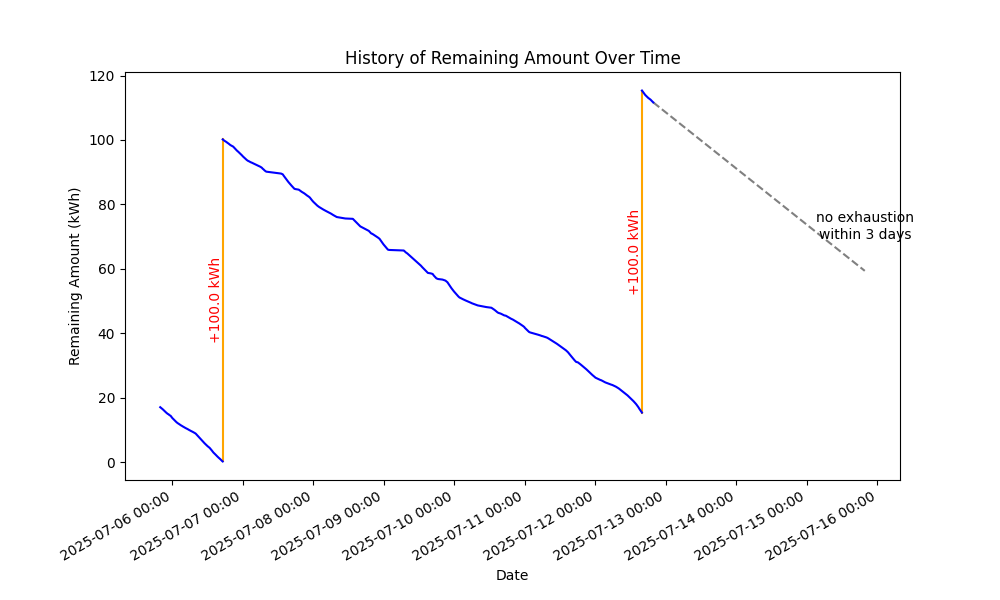 History of Remaining Amount Over Time
Remaining Amount (kWh)
120
100
80
60
40
20
0
+100.0 kWh
+100.0 kWh
no exhaustion
within 3 days
2025-07-06 00:00
2025-07-07 00:00
2025-07-08 00:00
2025-07-09 00:00
2025-07-10 00:00
2025-07-11 00:00
2025-07-12 00:00
2025-07-13 00:00
2025-07-14 00:00
2025-07-15 00:00
2025-07-16 00:00
Date